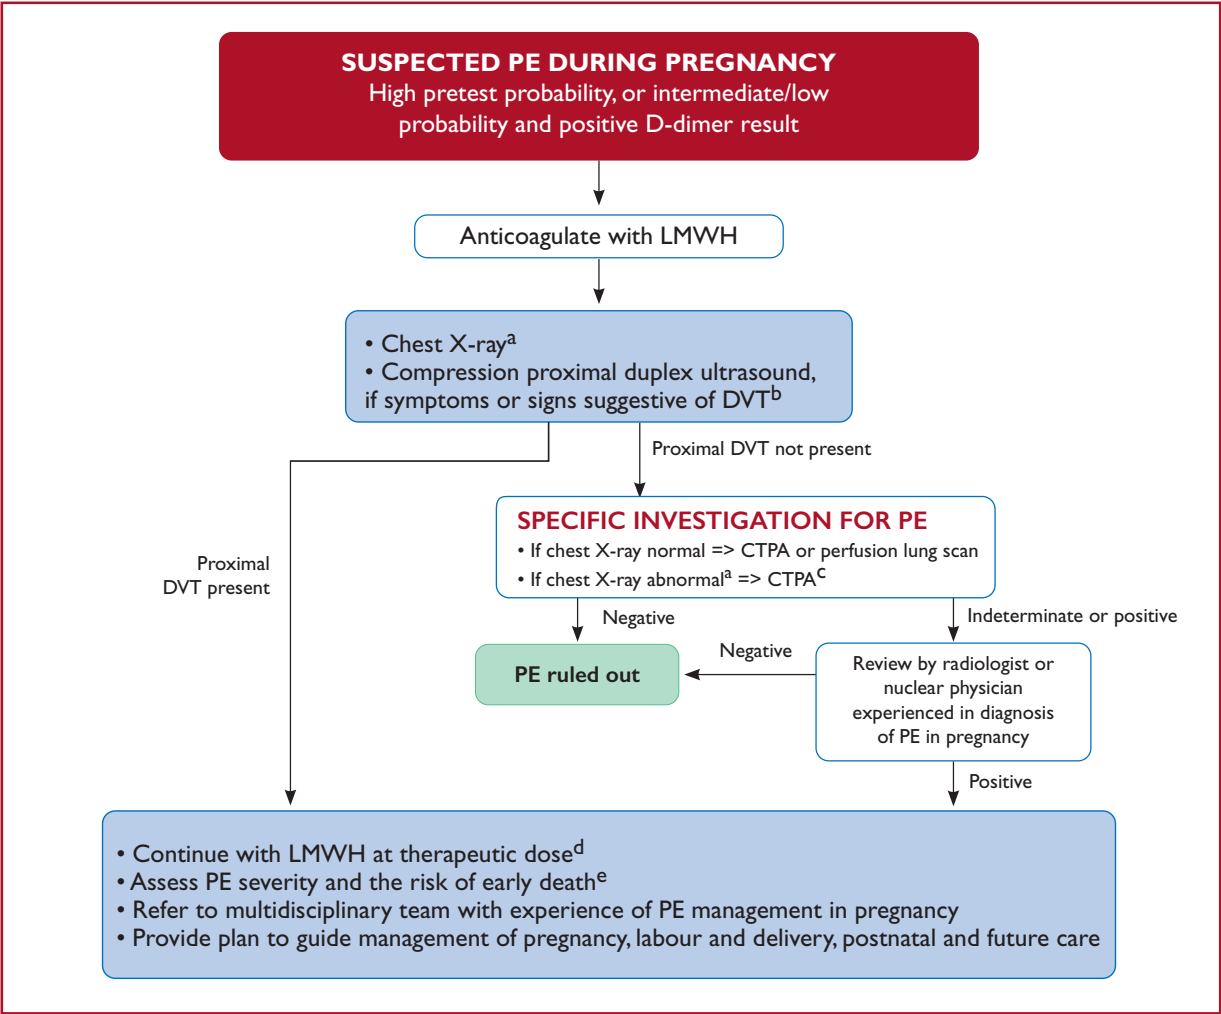 SUSPECTED PE DURING PREGNANCY
High pretest probability, or intermediate/low
probability and positive D-dimer result
Anticoagulate with LMWH
• Chest X-rayᵃ
• Compression proximal duplex ultrasound,
if symptoms or signs suggestive of DVTᵇ
Proximal DVT not present
Proximal
DVT present
SPECIFIC INVESTIGATION FOR PE
• If chest X-ray normal => CTPA or perfusion lung scan
• If chest X-ray abnormalᵃ => CTPAᶜ
Negative
Indeterminate or positive
PE ruled out
Negative
Review by radiologist or
nuclear physician
experienced in diagnosis
of PE in pregnancy
Positive
• Continue with LMWH at therapeutic doseᵈ
• Assess PE severity and the risk of early deathᵉ
• Refer to multidisciplinary team with experience of PE management in pregnancy
• Provide plan to guide management of pregnancy, labour and delivery, postnatal and future care